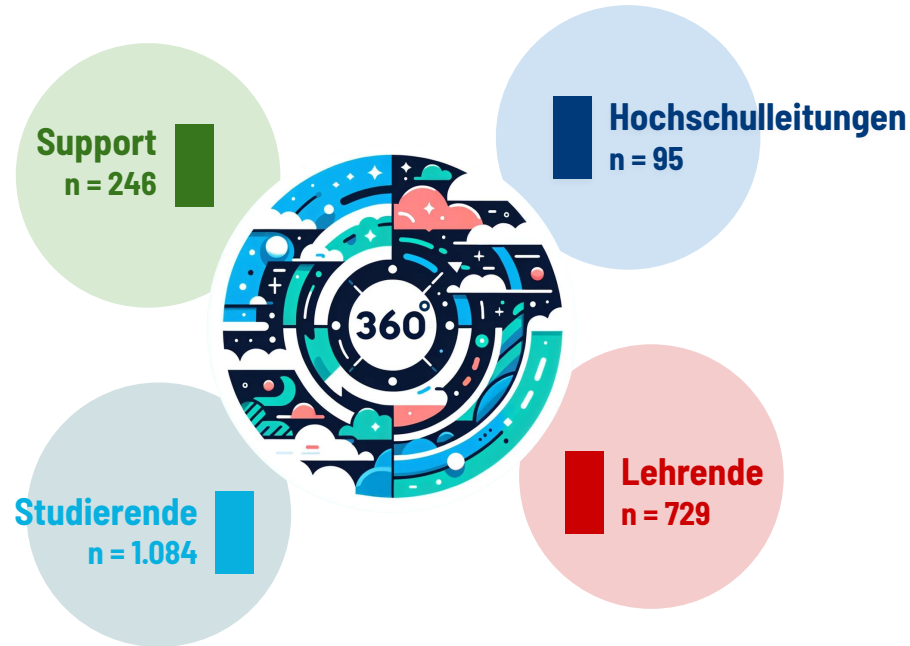 Support
n = 246
Hochschulleitungen
n = 95
360°
Studierende
n = 1.084
Lehrende
n = 729